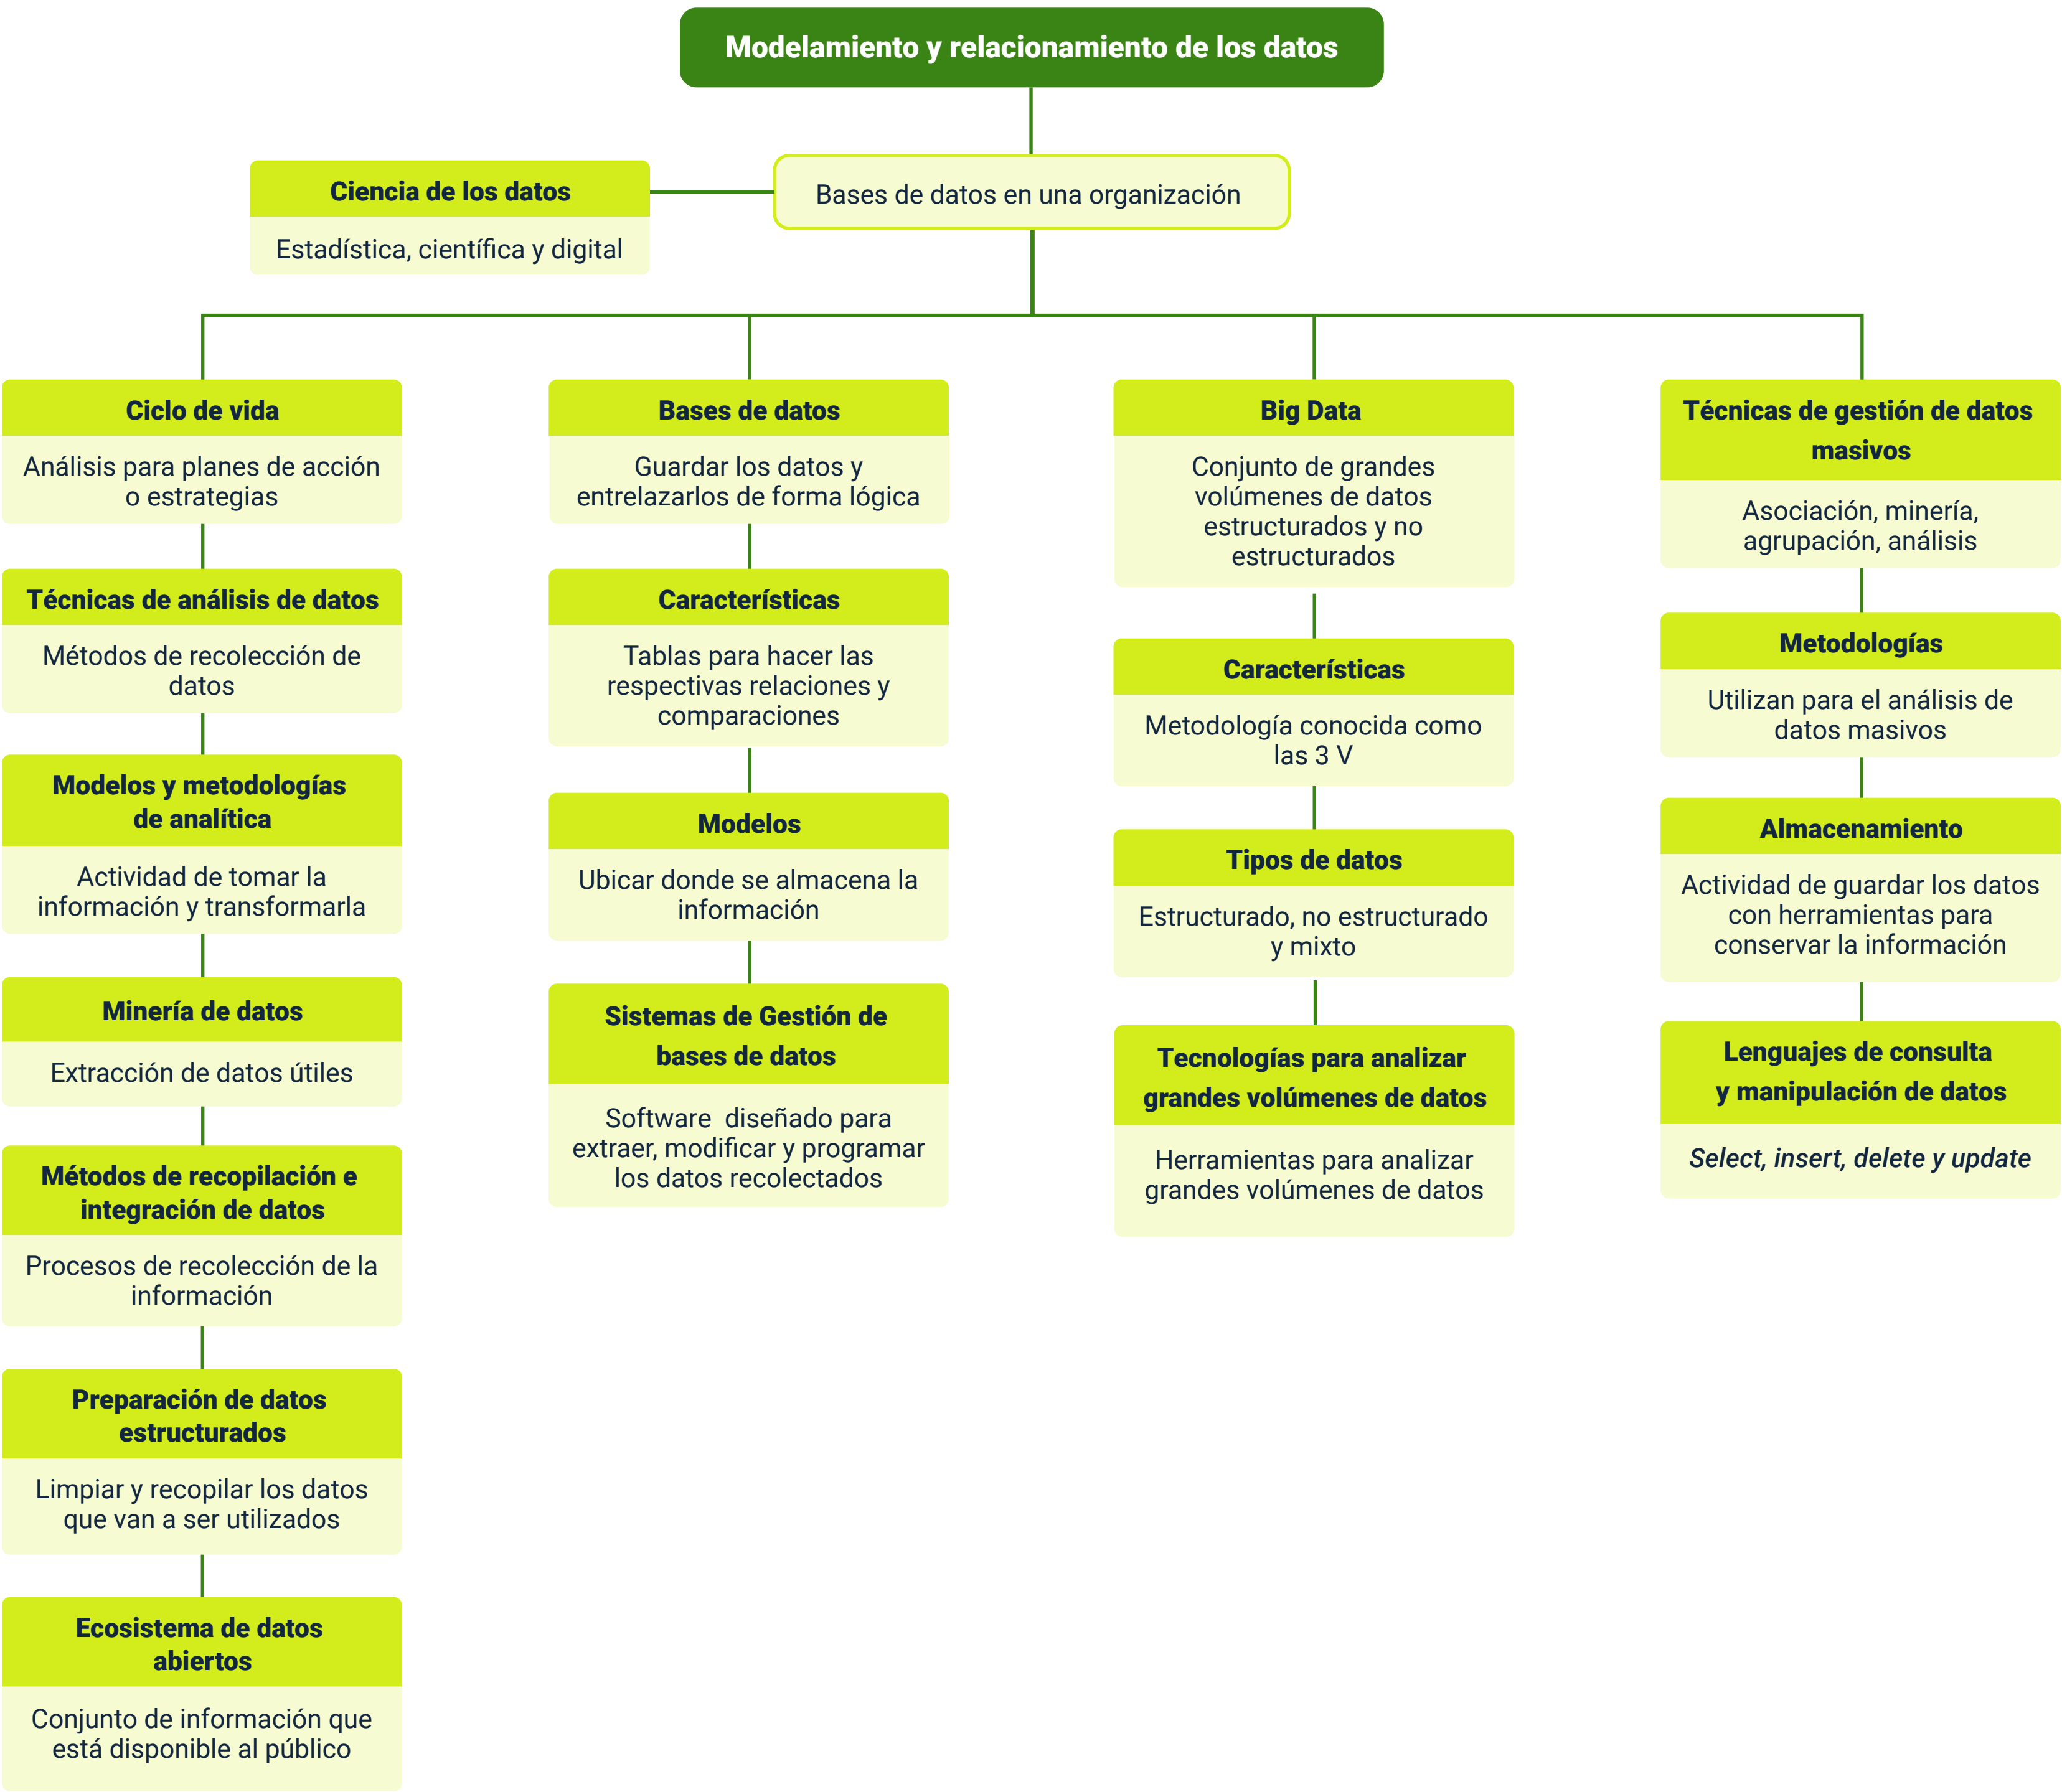 Modelamiento y relacionamiento de los datos
Ciencia de los datos
Estadística, científica y digital
Bases de datos en una organización
Ciclo de vida
Análisis para planes de acción
o estrategias
Técnicas de análisis de datos
Métodos de recolección de
datos
Modelos y metodologías
de analítica
Actividad de tomar la
información y transformarla
Minería de datos
Extracción de datos útiles
Métodos de recopilación e
integración de datos
Procesos de recolección de la
información
Preparación de datos
estructurados
Limpiar y recopilar los datos
que van a ser utilizados
Ecosistema de datos
abiertos
Conjunto de información que
está disponible al público
Bases de datos
Guardar los datos y
entrelazarlos de forma lógica
Características
Tablas para hacer las
respectivas relaciones y
comparaciones
Modelos
Ubicar donde se almacena la
información
Sistemas de Gestión de
bases de datos
Software diseñado para
extraer, modificar y programar
los datos recolectados
Big Data
Conjunto de grandes
volúmenes de datos
estructurados y no
estructurados
Características
Metodología conocida como
las 3 V
Tipos de datos
Estructurado, no estructurado
y mixto
Tecnologías para analizar
grandes volúmenes de datos
Herramientas para analizar
grandes volúmenes de datos
Técnicas de gestión de datos
masivos
Asociación, minería,
agrupación, análisis
Metodologías
Utilizan para el análisis de
datos masivos
Almacenamiento
Actividad de guardar los datos
con herramientas para
conservar la información
Lenguajes de consulta
y manipulación de datos
Select, insert, delete y update